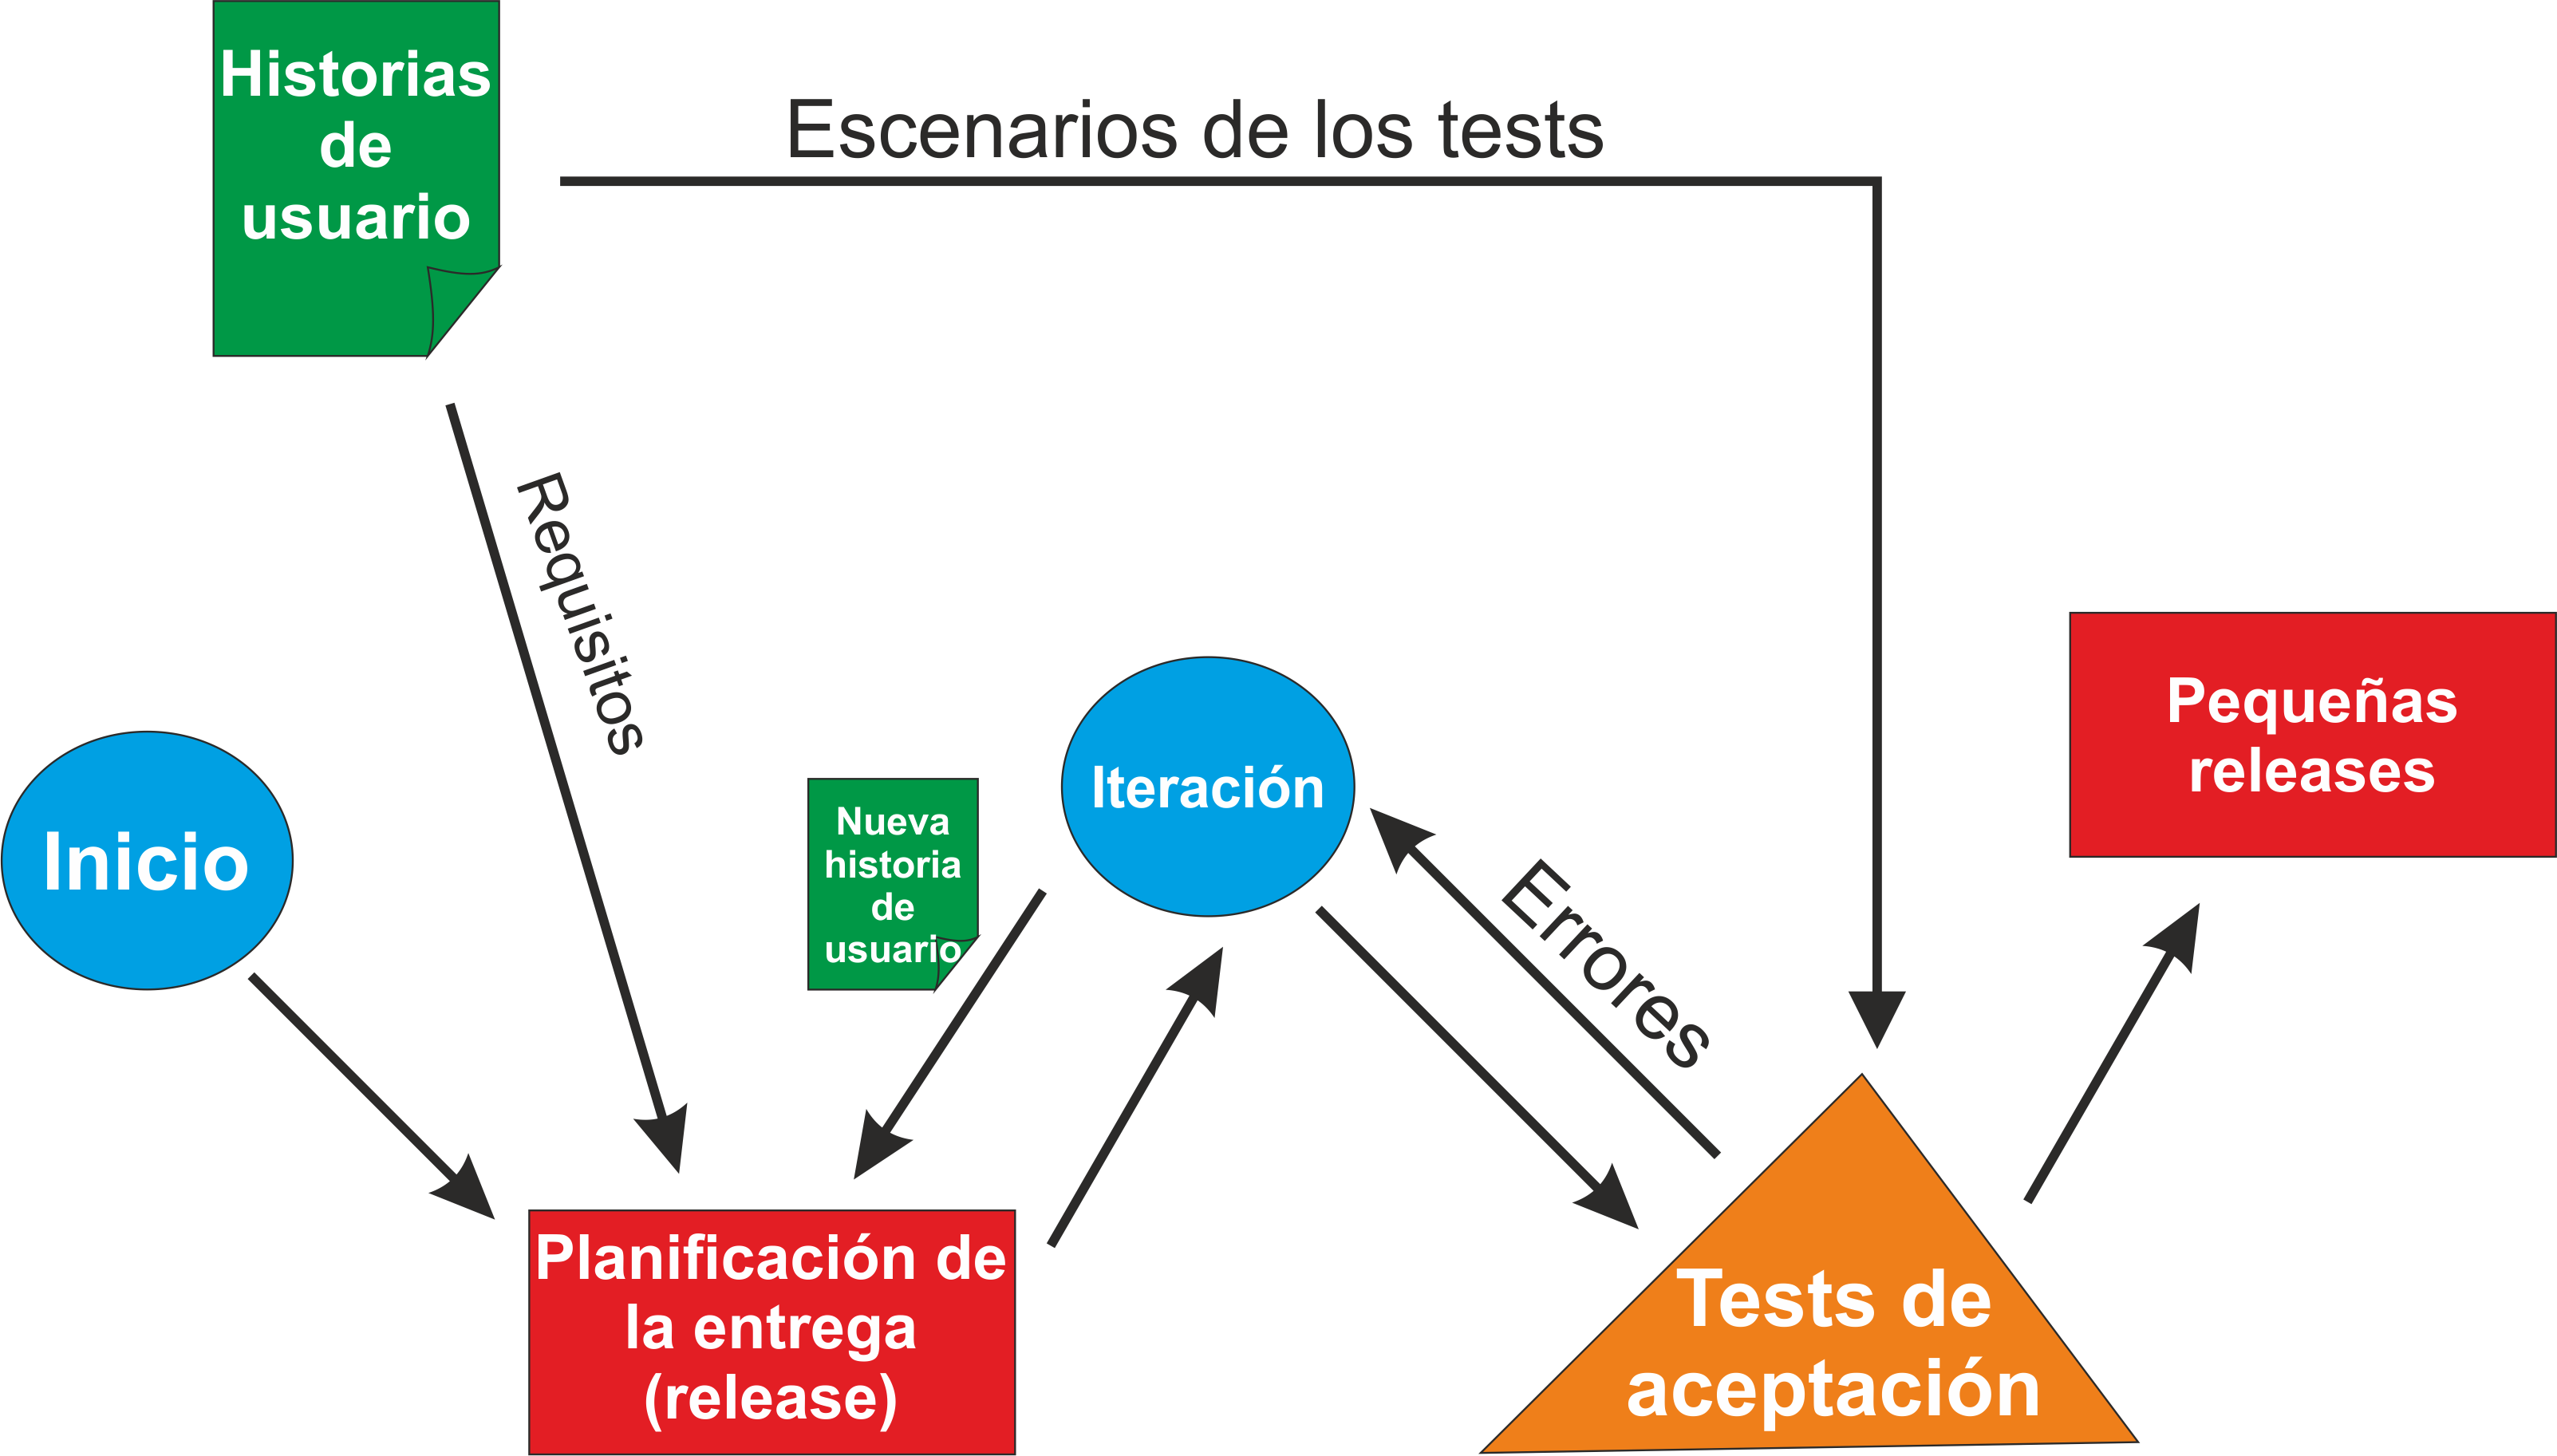 Historias
de
usuario
Escenarios de los tests
Requisitos
Inicio
Nueva
historia
de
usuario
Iteración
Errores
Pequeñas
releases
Planificación de
la entrega
(release)
Tests de
aceptación